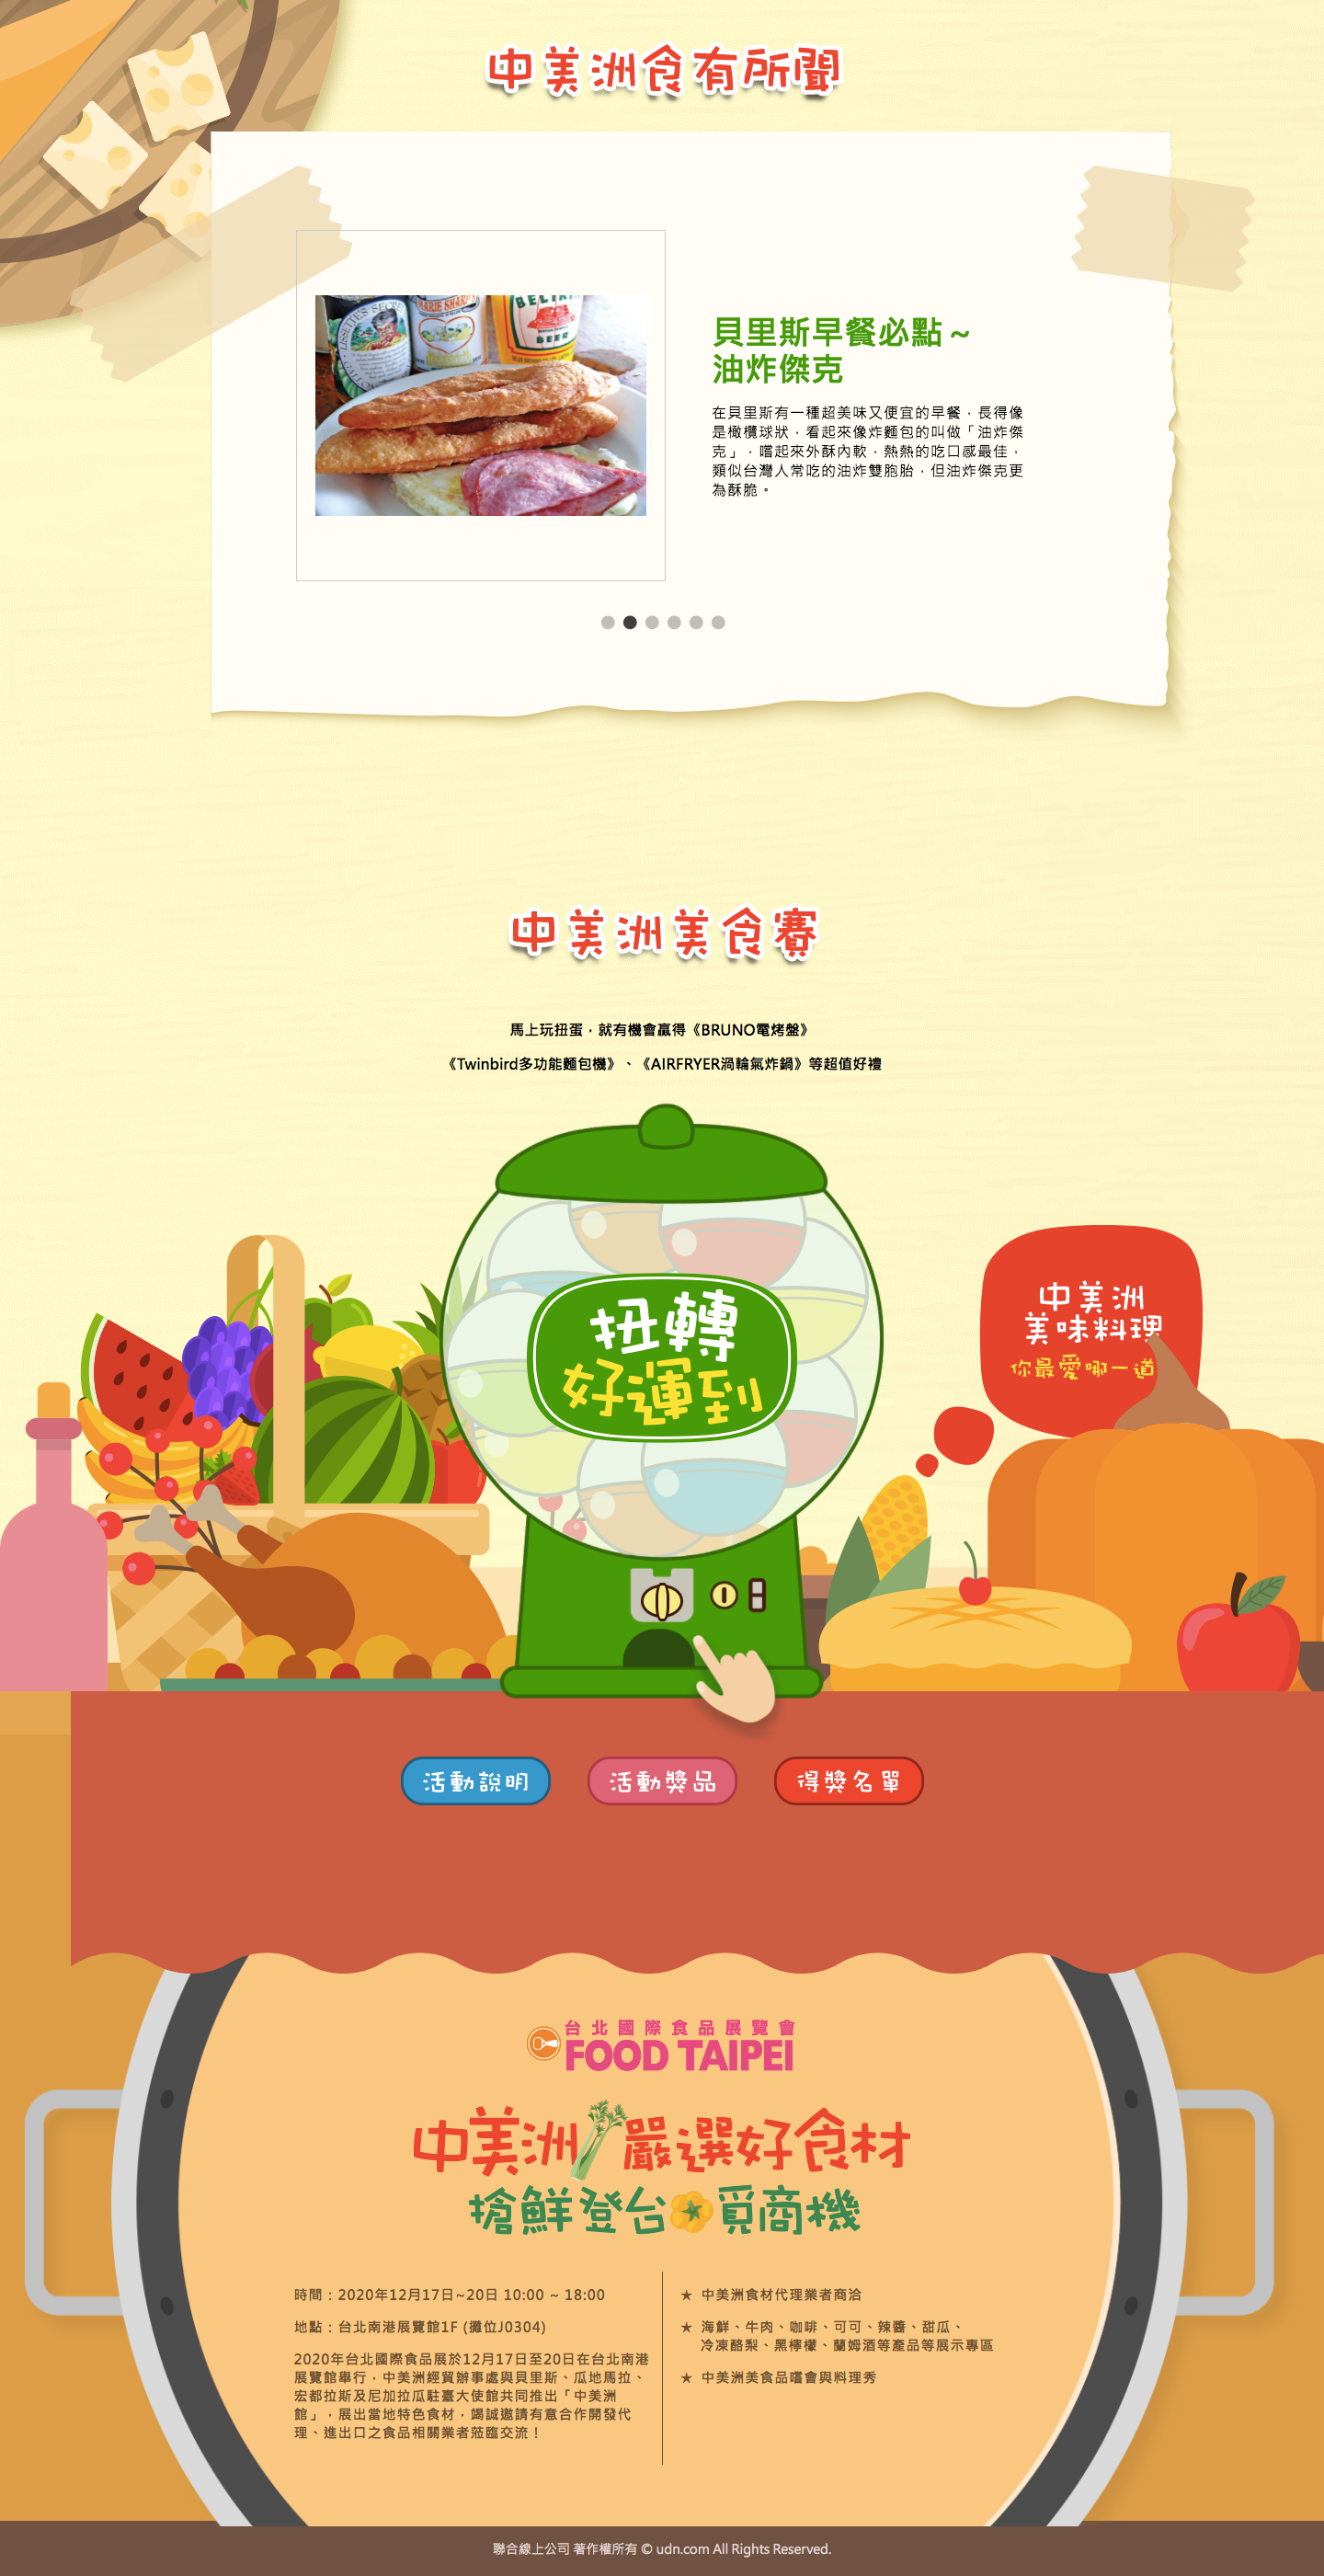 中美洲食有所聞
MARIE SHARP
BELIKIN
BEER
貝里斯早餐必點～
油炸傑克
在貝里斯有一種超美味又便宜的早餐，長得像
是橄欖球狀，看起來像炸麵包的叫做「油炸傑
克」，嚐起來外酥內軟，熱熱的吃口感最佳，
類似台灣人常吃的油炸雙胞胎，但油炸傑克更
為酥脆。
中美洲美食賽
馬上玩扭蛋，就有機會贏得《BRUNO電烤盤》
《Twinbird多功能麵包機》、《AIRFRYER渦輪氣炸鍋》等超值好禮
扭轉
好運到
中美洲
美味料理
你最愛哪一道
活動說明
活動獎品
得獎名單
台北國際食品展覽會
FOOD TAIPEI
中美洲嚴選好食材
搶鮮登台覓商機
時間：2020年12月17日~20日 10:00 ~ 18:00
地點：台北南港展覽館1F (攤位J0304)
2020年台北國際食品展於12月17日至20日在台北南港
展覽館舉行，中美洲經貿辦事處與貝里斯、瓜地馬拉、
宏都拉斯及尼加拉瓜駐臺大使館共同推出「中美洲
館」，展出當地特色食材，竭誠邀請有意合作開發代
理、進出口之食品相關業者蒞臨交流！
★ 中美洲食材代理業者商洽
★ 海鮮、牛肉、咖啡、可可、辣醬、甜瓜、
冷凍酪梨、黑檸檬、蘭姆酒等產品等展示專區
★ 中美洲美食品嚐會與料理秀
聯合線上公司 著作權所有 © udn.com All Rights Reserved.